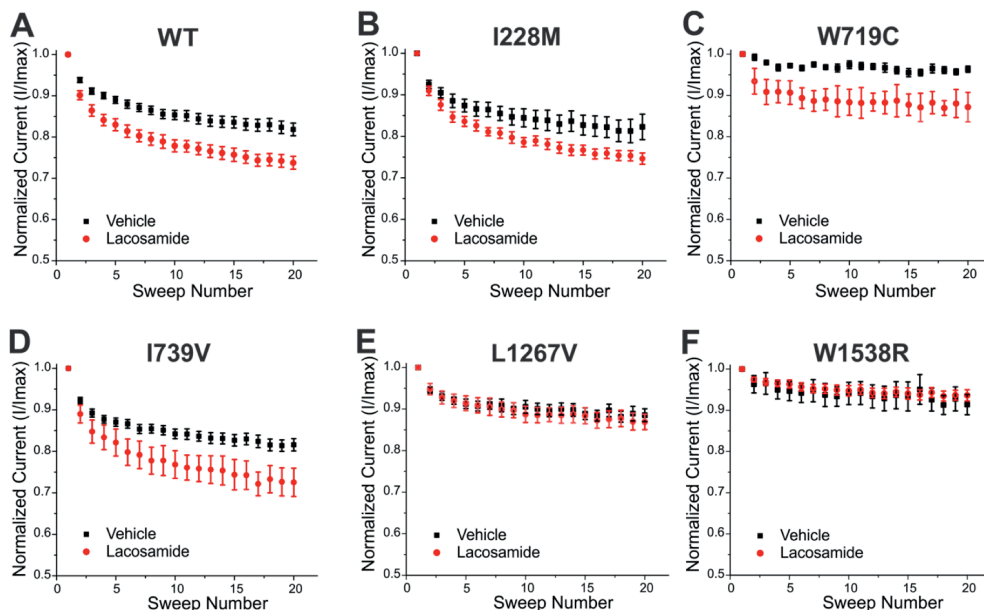 A
WT
Normalized Current (I/Imax)
1.0
0.9
0.8
0.7
0.6
0.5
Vehicle
Lacosamide
0 5 10 15 20
Sweep Number
B
I228M
Normalized Current (I/Imax)
1.0
0.9
0.8
0.7
0.6
0.5
Vehicle
Lacosamide
0 5 10 15 20
Sweep Number
C
W719C
Normalized Current (I/Imax)
1.0
0.9
0.8
0.7
0.6
0.5
Vehicle
Lacosamide
0 5 10 15 20
Sweep Number
D
I739V
Normalized Current (I/Imax)
1.0
0.9
0.8
0.7
0.6
0.5
Vehicle
Lacosamide
0 5 10 15 20
Sweep Number
E
L1267V
Normalized Current (I/Imax)
1.0
0.9
0.8
0.7
0.6
0.5
Vehicle
Lacosamide
0 5 10 15 20
Sweep Number
F
W1538R
Normalized Current (I/Imax)
1.0
0.9
0.8
0.7
0.6
0.5
Vehicle
Lacosamide
0 5 10 15 20
Sweep Number